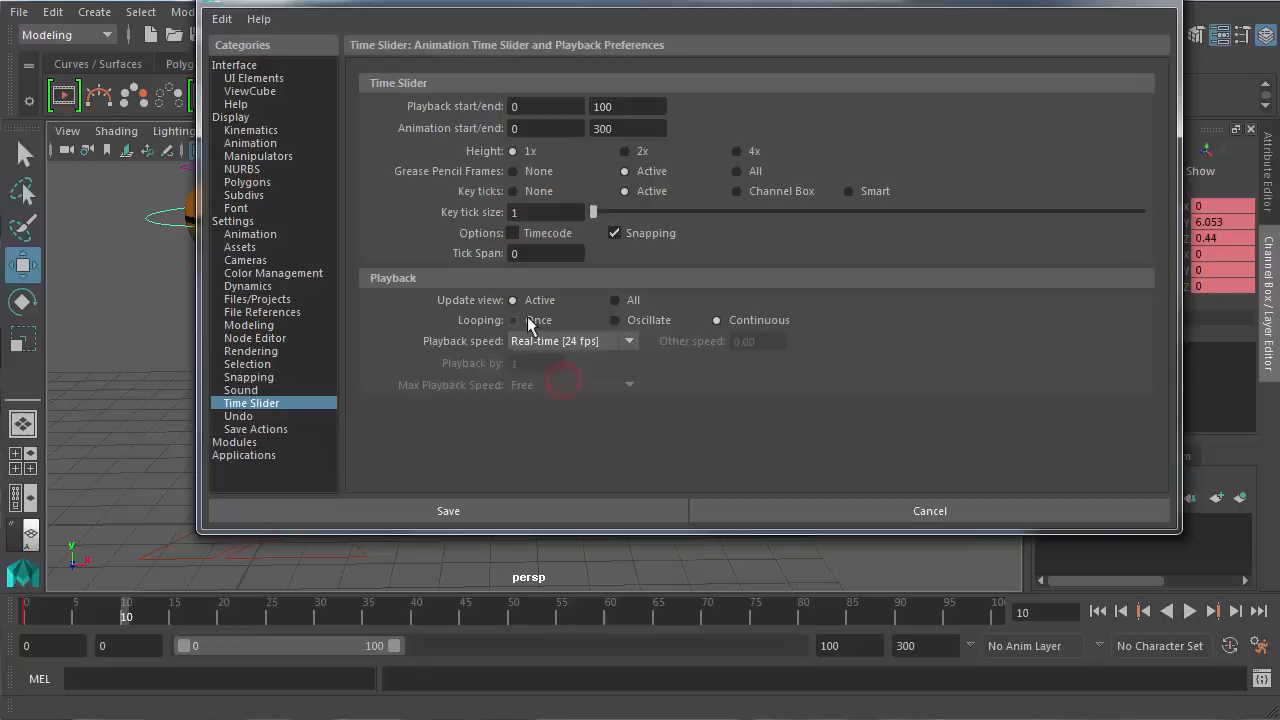 File Edit Create Select Mod
Edit Help
Modeling
Categories
Time Slider: Animation Time Slider and Playback Preferences
Curves / Surfaces Polyg
Interface
UI Elements
ViewCube
Help
Display
Kinematics
Animation
Manipulators
NURBS
Polygons
Subdivs
Font
Settings
Animation
Assets
Cameras
Color Management
Dynamics
Files/Projects
File References
Modeling
Node Editor
Rendering
Selection
Snapping
Sound
Time Slider
Undo
Save Actions
Modules
Applications
Time Slider
Playback start/end: 0 100
Animation start/end: 0 300
Height: 1x 2x 4x
Grease Pencil Frames: None Active All
Key ticks: None Active Channel Box Smart
Key tick size: 1
Options: Timecode Snapping
Tick Span: 0
Playback
Update view: Active All
Looping: Once Oscillate Continuous
Playback speed: Real-time [24 fps] Other speed: 0.00
Playback by: 1
Max Playback Speed: Free
Save Cancel
View Shading Lighting
Show
0
6.053
0.44
0
0
0
Attribute Editor
Channel Box / Layer Editor
y
x
persp
0 5 10 15 20 25 30 35 40 45 50 55 60 65 70 75 80 85 90 95 10
10
10
0 0 0 100 100 300 No Anim Layer No Character Set
MEL